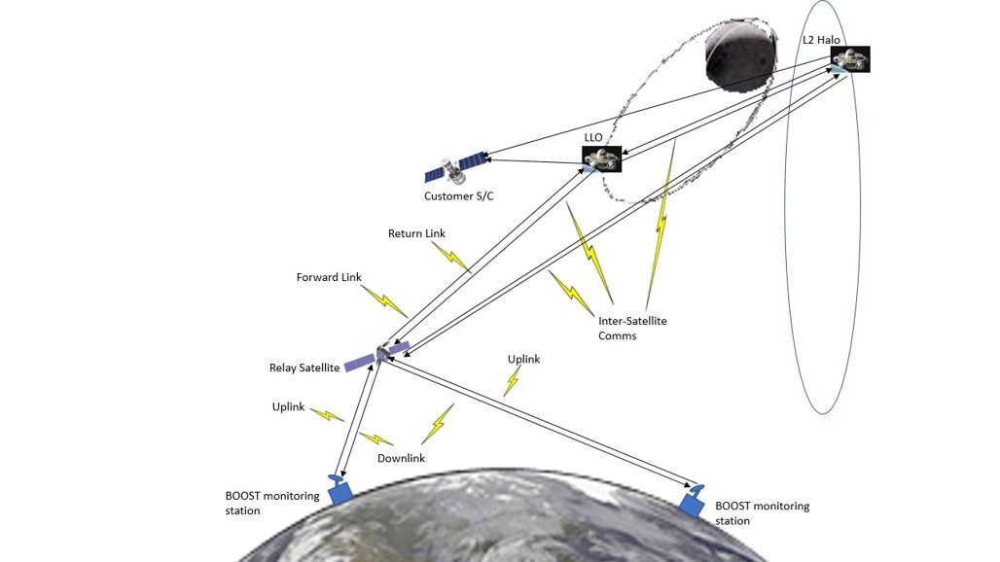 L2 Halo
LLO
Customer S/C
Return Link
Forward Link
Inter-Satellite
Comms
Relay Satellite
Uplink
Uplink
Downlink
BOOST monitoring
station
BOOST monitoring
station